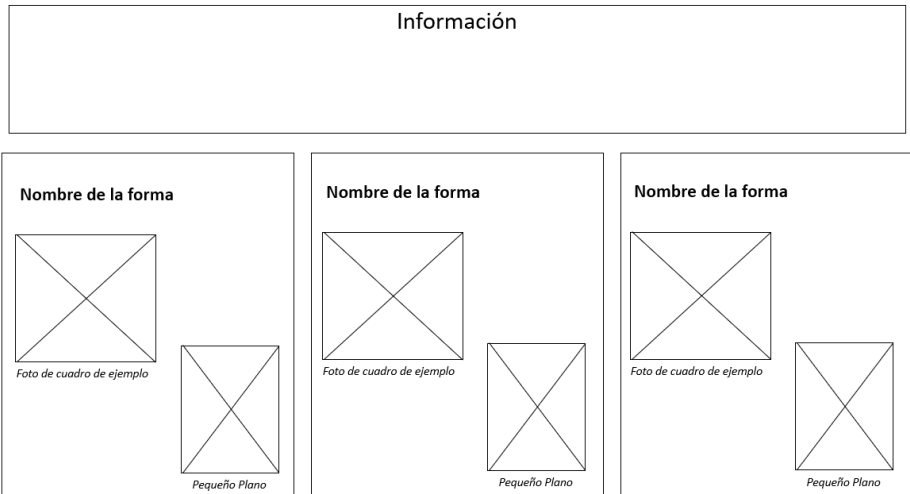 Información
Nombre de la forma
Foto de cuadro de ejemplo
Pequeño Plano
Nombre de la forma
Foto de cuadro de ejemplo
Pequeño Plano
Nombre de la forma
Foto de cuadro de ejemplo
Pequeño Plano